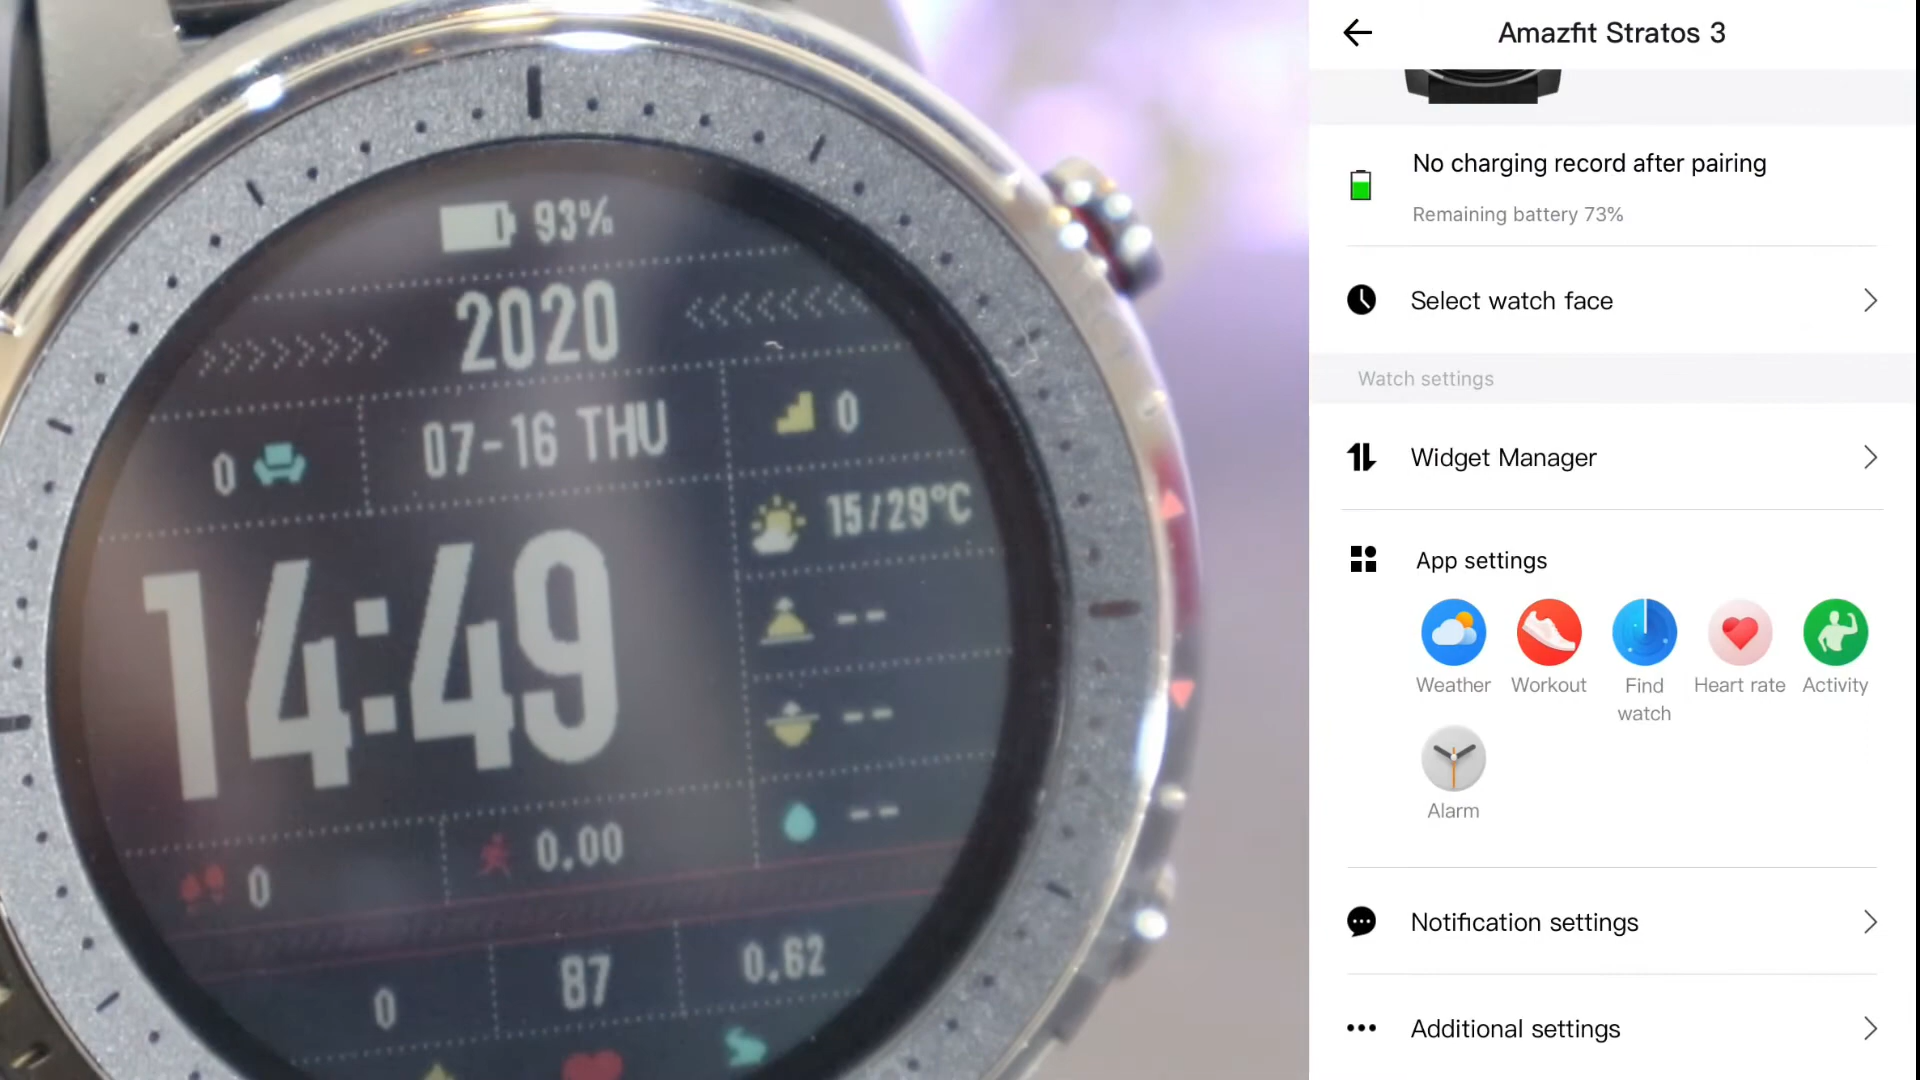 93%
2020
07-16 THU
0
0
15/29°C
14:49
--
--
--
0
0.00
0
87
0.62
Amazfit Stratos 3
No charging record after pairing
Remaining battery 73%
Select watch face
Watch settings
Widget Manager
App settings
Weather
Workout
Find
watch
Heart rate
Activity
Alarm
Notification settings
Additional settings